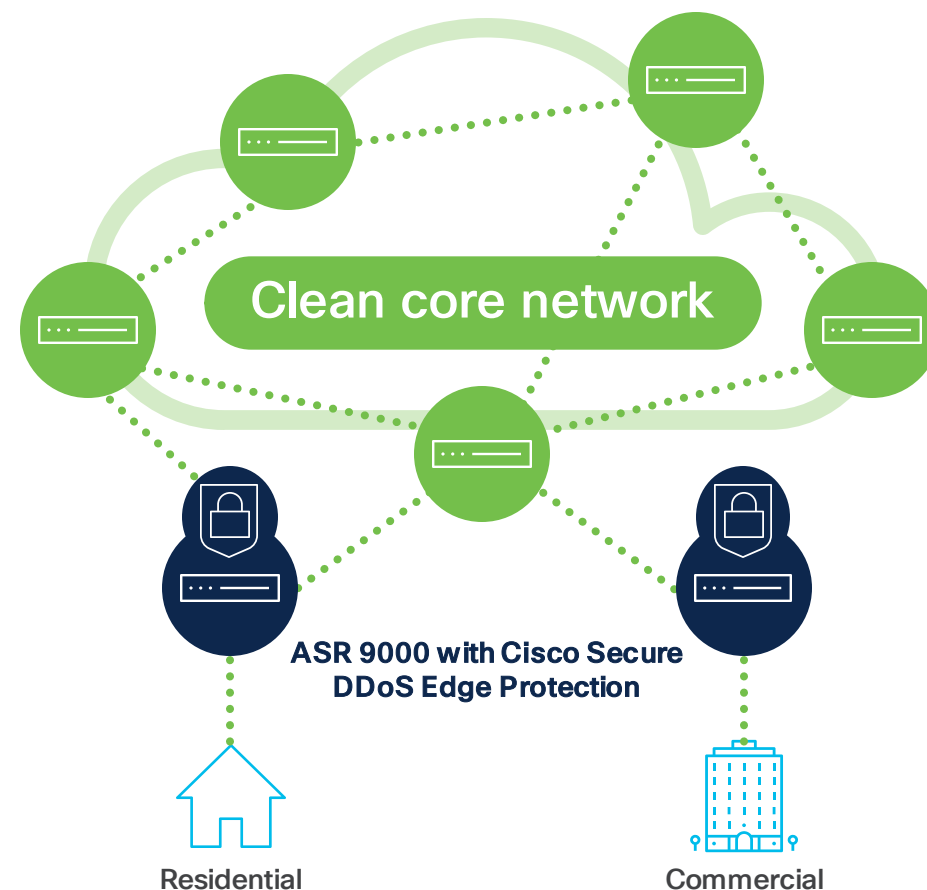 Clean core network
ASR 9000 with Cisco Secure
DDoS Edge Protection
Residential
Commercial